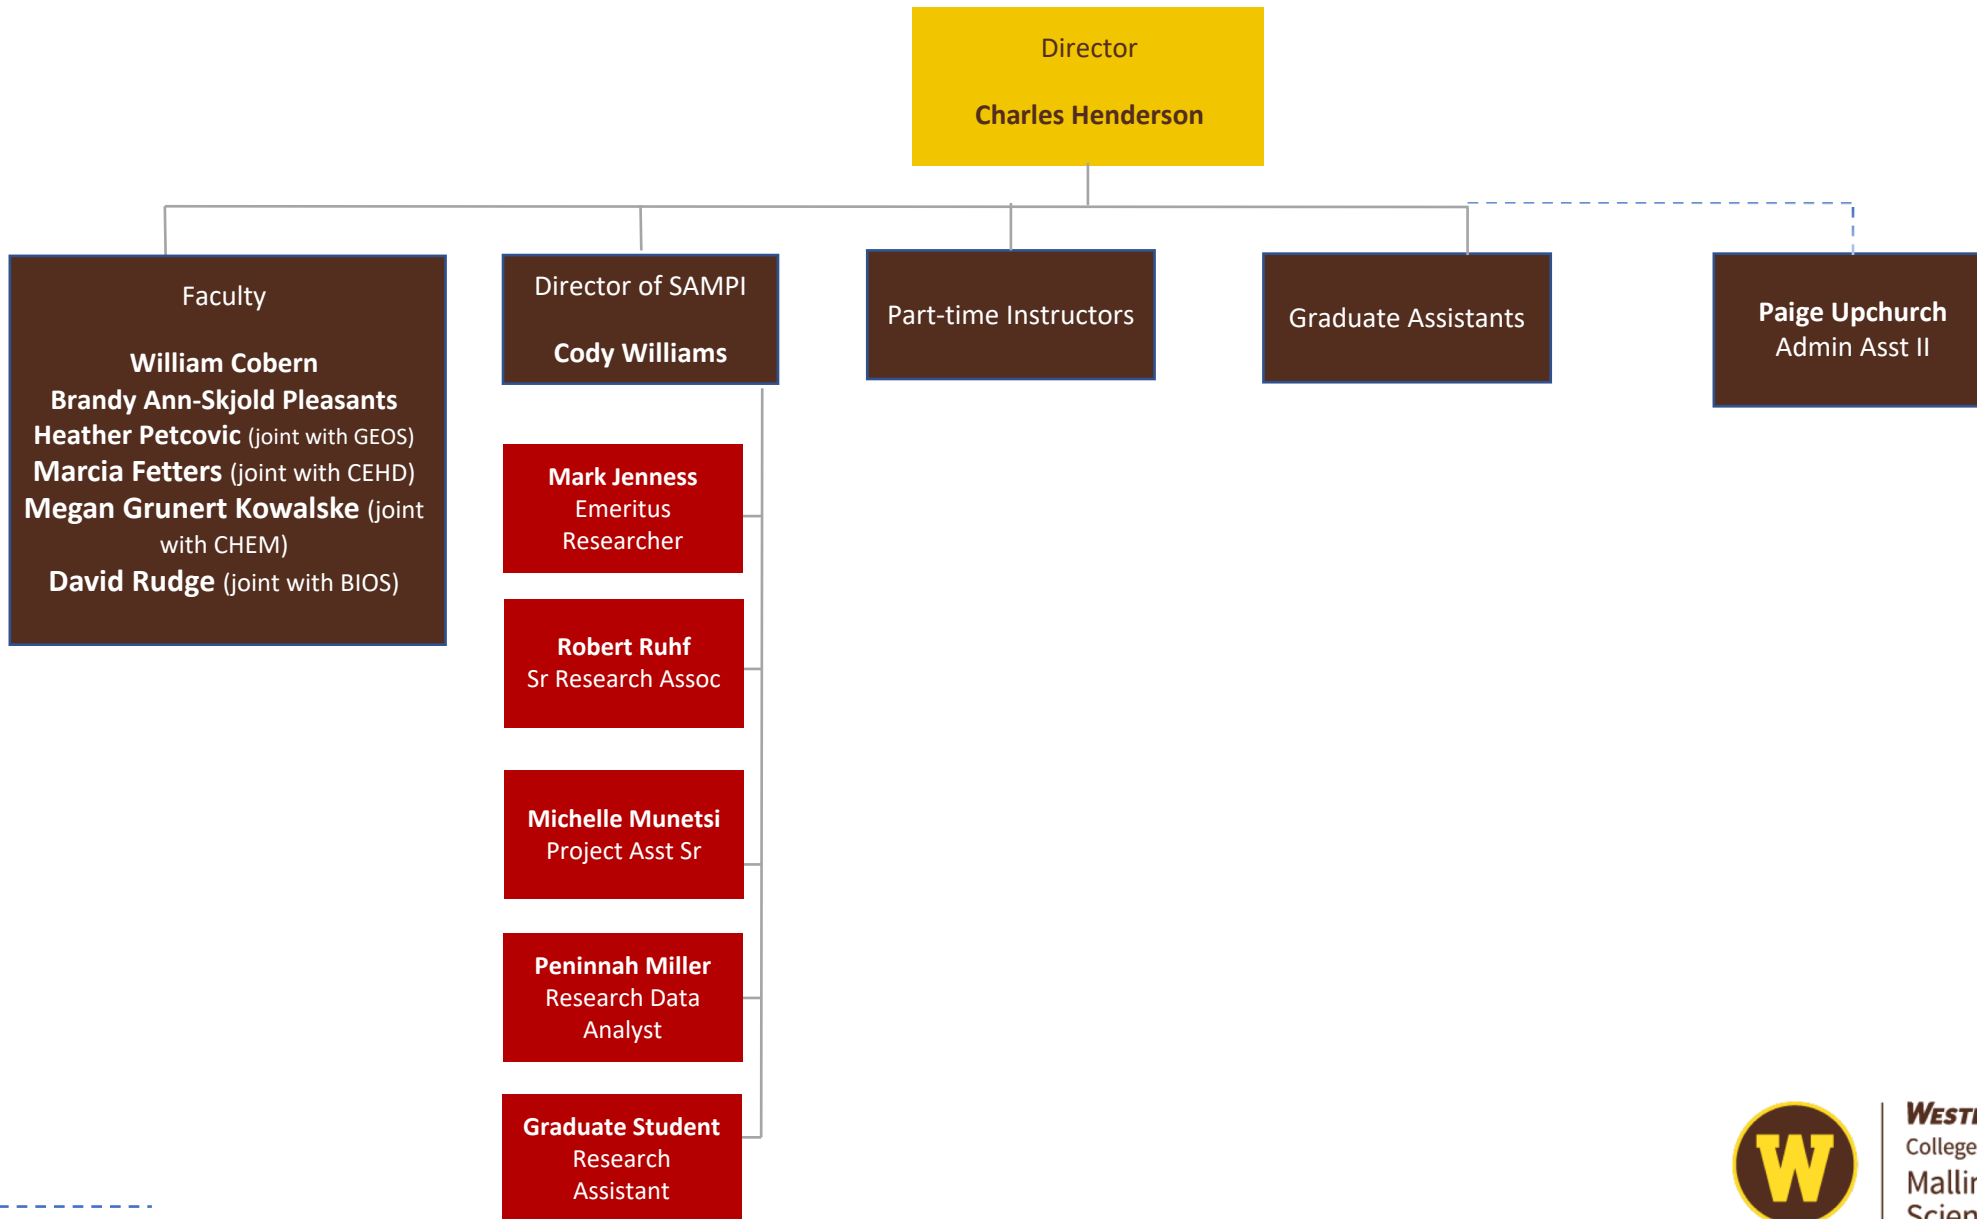 Director
Charles Henderson
Faculty
William Cobern
Brandy Ann-Skjold Pleasants
Heather Petcovic (joint with GEOS)
Marcia Fetters (joint with CEHD)
Megan Grunert Kowalske (joint
with CHEM)
David Rudge (joint with BIOS)
Director of SAMPI
Cody Williams
Part-time Instructors
Graduate Assistants
Paige Upchurch
Admin Asst II
Mark Jenness
Emeritus
Researcher
Robert Ruhf
Sr Research Assoc
Michelle Munetsi
Project Asst Sr
Peninnah Miller
Research Data
Analyst
Graduate Student
Research
Assistant
W
College